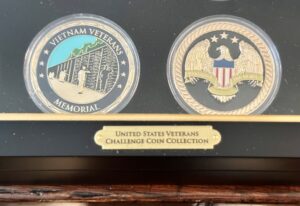 VIETNAM VETERANS
MEMORIAL
UNITED STATES VETERANS
CHALLENGE COIN COLLECTION